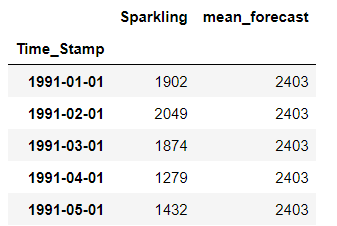 Sparkling mean_forecast
Time_Stamp
1991-01-01 1902 2403
1991-02-01 2049 2403
1991-03-01 1874 2403
1991-04-01 1279 2403
1991-05-01 1432 2403